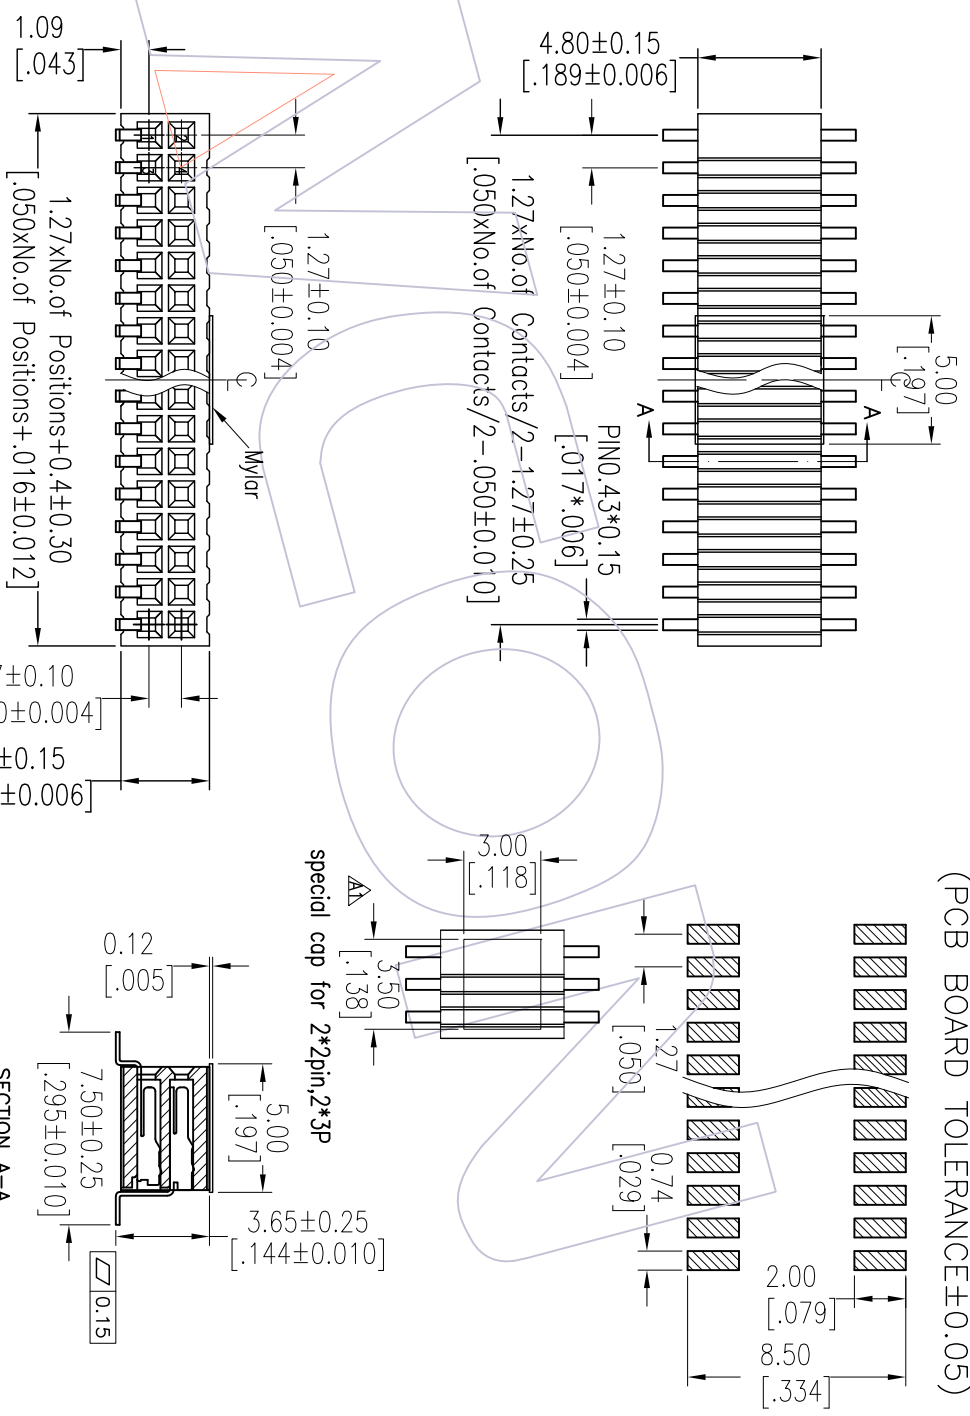 1.09
[.043]
4.80±0.15
[.189±0.006]
1.27±0.10
[.050±0.004]
1.27xNo.of Contacts/2-1.27±0.25
[.050xNo.of Contacts/2-.050±0.010]
1.27±0.10
[.050±0.004]
5.00
[.197]
A
A
PIN0.43*0.15
[.017*.006]
CL
CL
Mylar
1.27xNo.of Positions+0.4±0.30
[.050xNo.of Positions+.016±0.012]
±0.10
±0.004]
±0.15
±0.006]
3.00
[.118]
A1
3.50
[.138]
special cap for 2*2pin,2*3P
(PCB BOARD TOLERANCE±0.05)
1.27
[.050]
0.74
[.029]
2.00
[.079]
8.50
[.334]
0.12
[.005]
5.00
[.197]
7.50±0.25
[.295±0.010]
3.65±0.25
[.144±0.010]
0.15
SECTION A-A
WCON